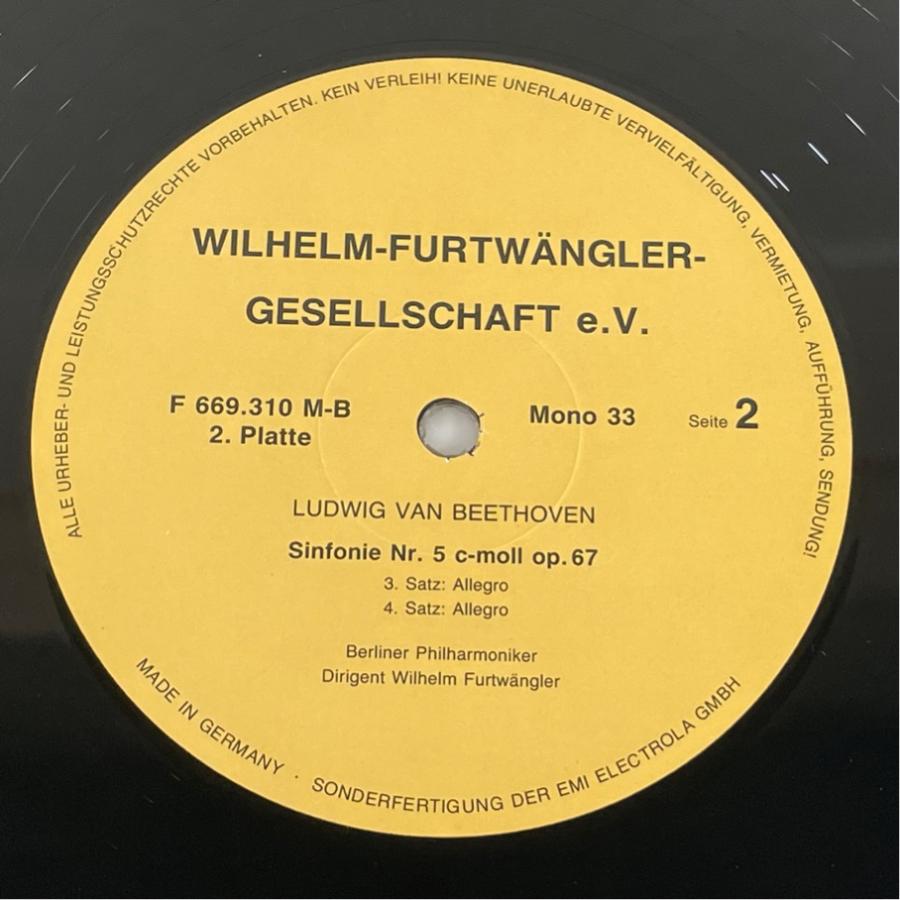 ALLE URHEBER- UND LEISTUNGSSCHUTZRECHTE VORBEHALTEN. KEIN VERLEIH! KEINE UNERLAUBTE VERVIELFÄLTIGUNG, VERMIETUNG, AUFFÜHRUNG, SENDUNG!
WILHELM-FURTWÄNGLER-
GESELLSCHAFT e.V.
F 669.310 M-B
2. Platte
Mono 33
Seite 2
LUDWIG VAN BEETHOVEN
Sinfonie Nr. 5 c-moll op. 67
3. Satz: Allegro
4. Satz: Allegro
Berliner Philharmoniker
Dirigent Wilhelm Furtwängler
MADE IN GERMANY · SONDERFERTIGUNG DER EMI ELECTROLA GMBH